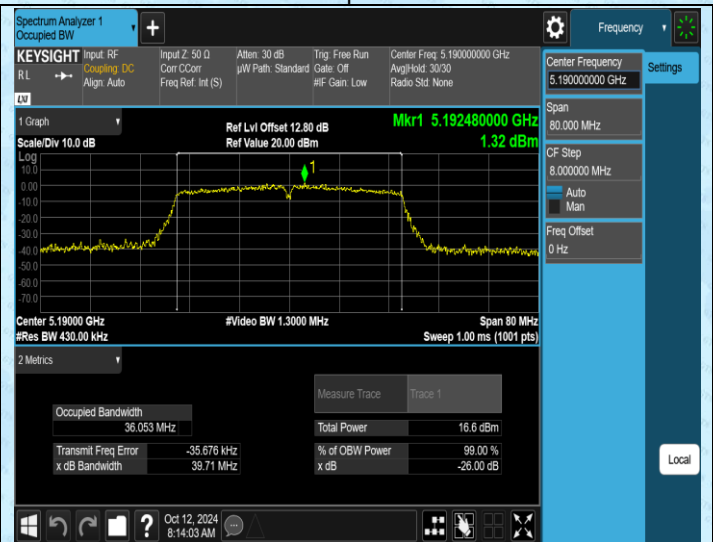 Spectrum Analyzer 1
Occupied BW
+
Frequency
KEYSIGHT
RL
Input: RF
Coupling: DC
Align: Auto
Input Z: 50 Ω
Corr CCorr
Freq Ref: Int (S)
Atten: 30 dB
µW Path: Standard
Trig: Free Run
Gate: Off
#IF Gain: Low
Center Freq: 5.190000000 GHz
Avg|Hold: 30/30
Radio Std: None
LXI
1 Graph
Scale/Div 10.0 dB
Ref Lvl Offset 12.80 dB
Ref Value 20.00 dBm
Mkr1 5.192480000 GHz
1.32 dBm
Log
10.0
0.00
-10.0
-20.0
-30.0
-40.0
-50.0
-60.0
-70.0
1
Center 5.19000 GHz
#Res BW 430.00 kHz
#Video BW 1.3000 MHz
Span 80 MHz
Sweep 1.00 ms (1001 pts)
2 Metrics
Occupied Bandwidth
36.053 MHz
Transmit Freq Error -35.676 kHz
x dB Bandwidth 39.71 MHz
Measure Trace Trace 1
Total Power 16.6 dBm
% of OBW Power 99.00 %
x dB -26.00 dB
Center Frequency
5.190000000 GHz
Span
80.000 MHz
CF Step
8.000000 MHz
Auto
Man
Freq Offset
0 Hz
Settings
Local
?
Oct 12, 2024
8:14:03 AM